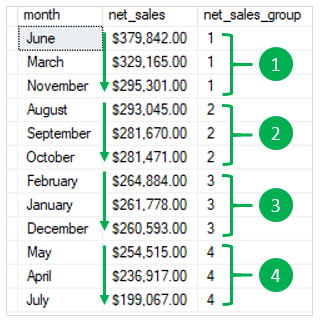 month net_sales net_sales_group
June $379,842.00 1
March $329,165.00 1
November $295,301.00 1
August $293,045.00 2
September $281,670.00 2
October $281,471.00 2
February $264,884.00 3
January $261,778.00 3
December $260,593.00 3
May $254,515.00 4
April $236,917.00 4
July $199,067.00 4
1
2
3
4